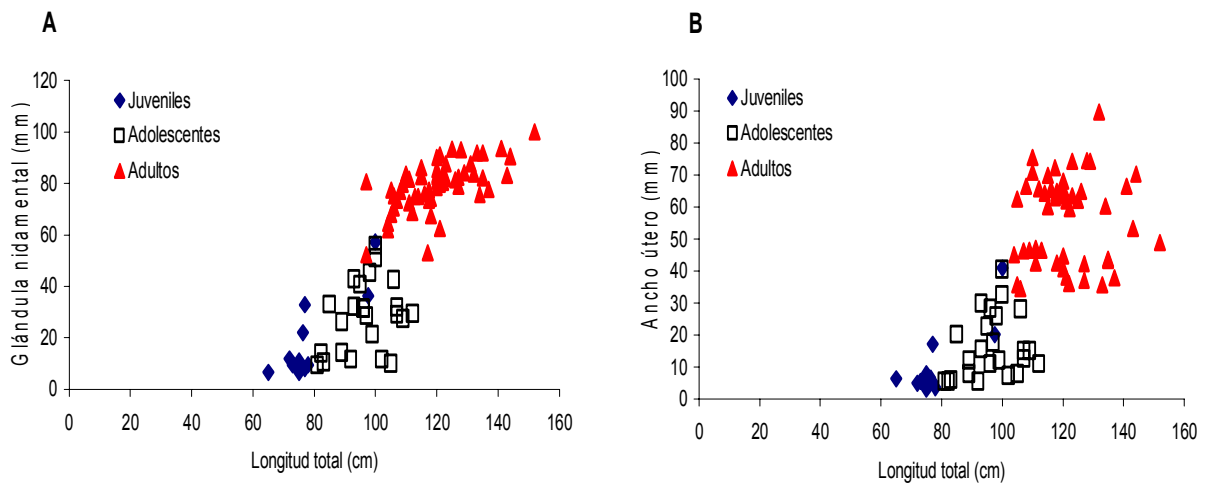 A
Glándula nidamental (mm)
120
100
80
60
40
20
0
Juveniles
Adolescentes
Adultos
0 20 40 60 80 100 120 140 160
Longitud total (cm)
B
Ancho útero (mm)
100
90
80
70
60
50
40
30
20
10
0
Juveniles
Adolescentes
Adultos
0 20 40 60 80 100 120 140 160
Longitud total (cm)